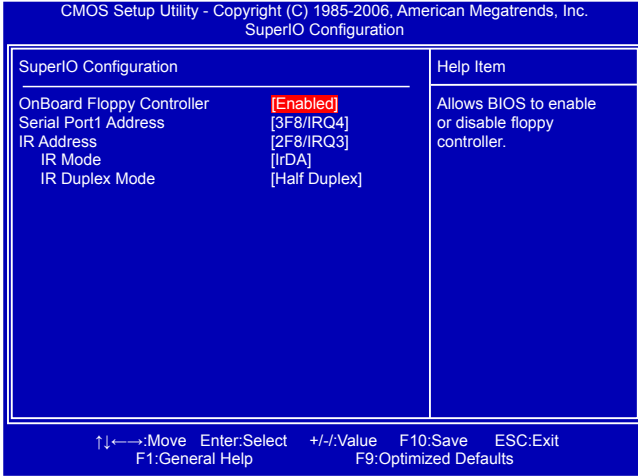 CMOS Setup Utility - Copyright (C) 1985-2006, American Megatrends, Inc.
SuperIO Configuration
SuperIO Configuration
Help Item
OnBoard Floppy Controller [Enabled]
Serial Port1 Address [3F8/IRQ4]
IR Address [2F8/IRQ3]
IR Mode [IrDA]
IR Duplex Mode [Half Duplex]
Allows BIOS to enable
or disable floppy
controller.
↑↓←→:Move Enter:Select +/-/:Value F10:Save ESC:Exit
F1:General Help F9:Optimized Defaults